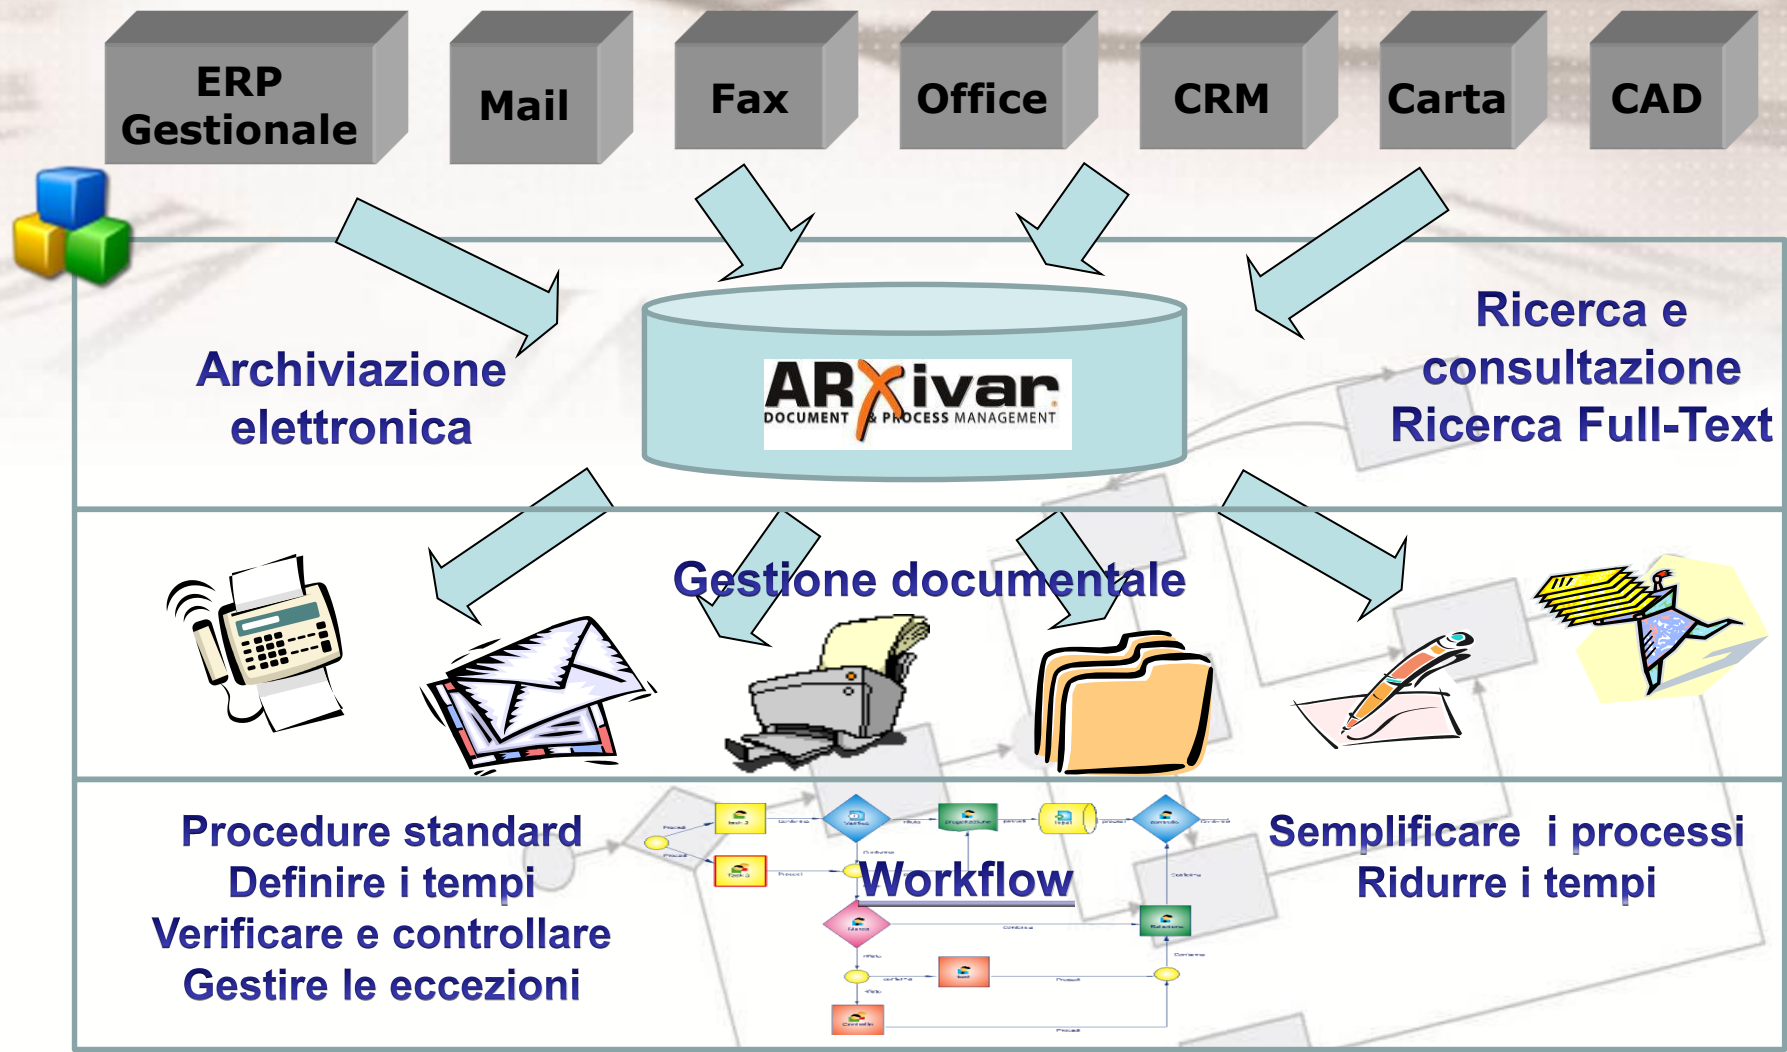 ERP
Gestionale
Mail
Fax
Office
CRM
Carta
CAD
Archiviazione
elettronica
ARXivar
DOCUMENT & PROCESS MANAGEMENT
Ricerca e
consultazione
Ricerca Full-Text
Gestione documentale
Procedure standard
Definire i tempi
Verificare e controllare
Gestire le eccezioni
Workflow
Semplificare i processi
Ridurre i tempi